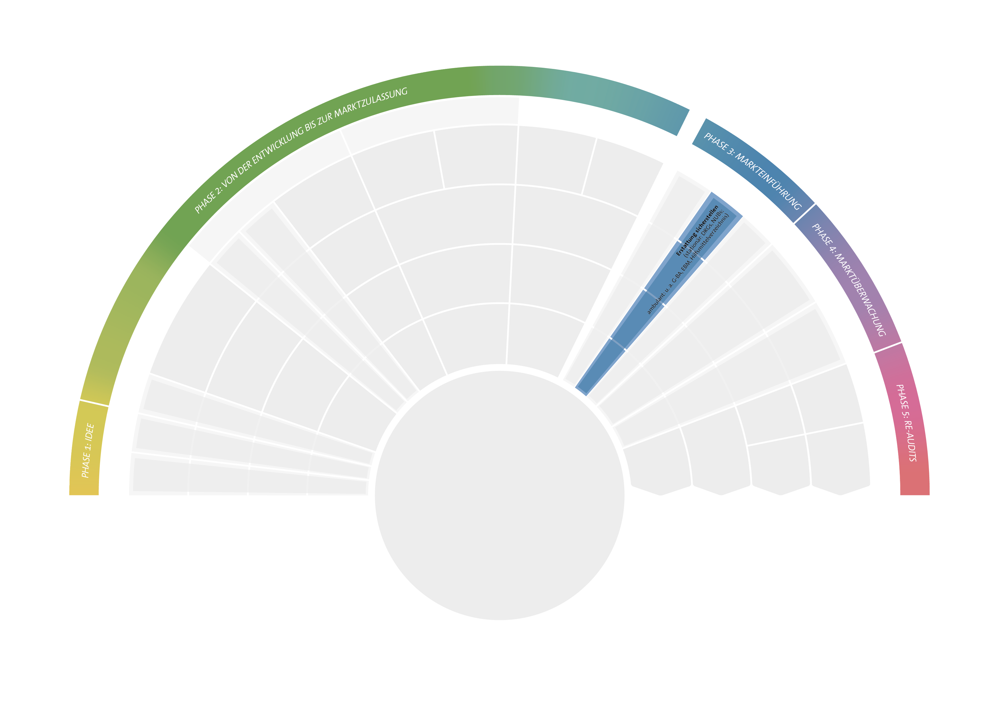 PHASE 1: IDEE
PHASE 2: VON DER ENTWICKLUNG BIS ZUR MARKTZULASSUNG
PHASE 3: MARKTEINFÜHRUNG
PHASE 4: MARKTÜBERWACHUNG
PHASE 5: RE-AUDITS
Erstattung sicherstellen
(stationär: DRGs, NUBs;
ambulant: u. a. G-BA, EBM, Hilfsmittelverzeichnis)